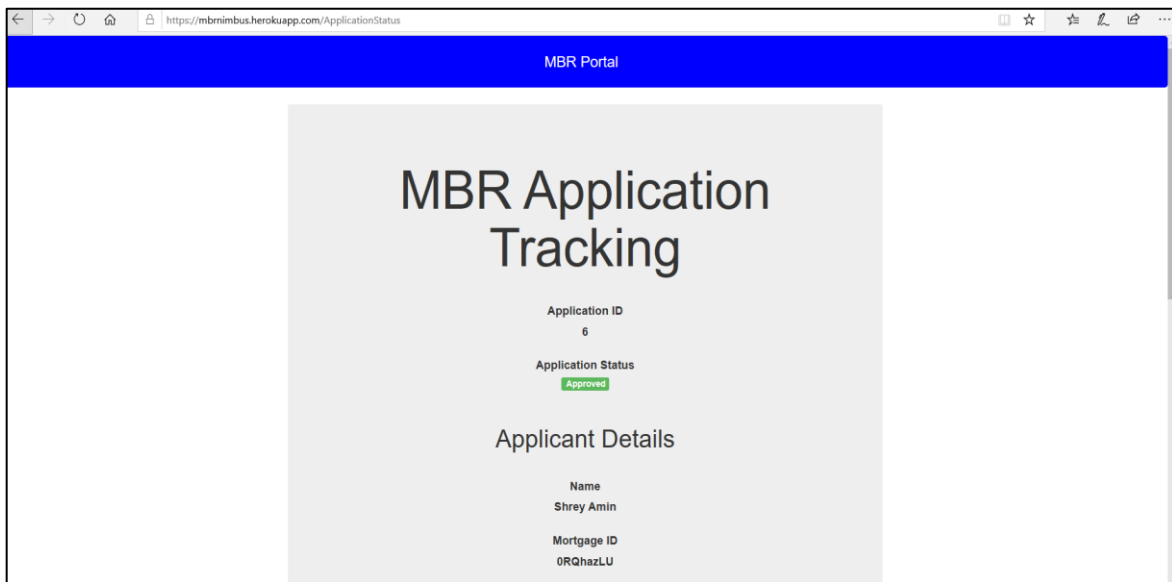 https://mbrnimbus.herokuapp.com/ApplicationStatus
MBR Portal
MBR Application
Tracking
Application ID
6
Application Status
Approved
Applicant Details
Name
Shrey Amin
Mortgage ID
0RQhazLU